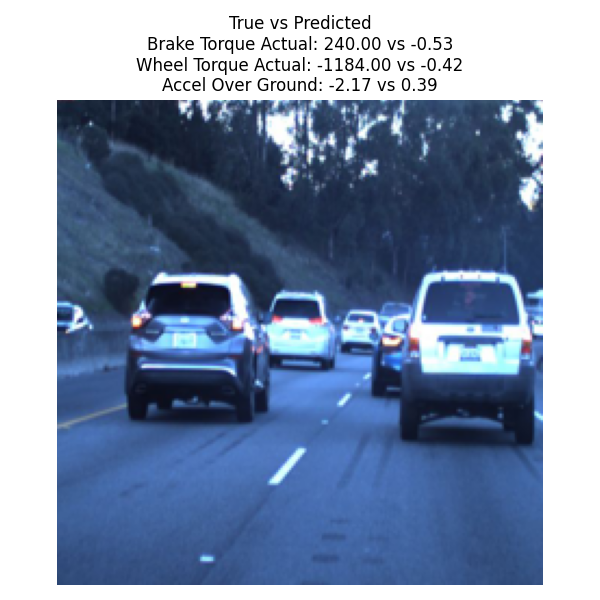 True vs Predicted
Brake Torque Actual: 240.00 vs -0.53
Wheel Torque Actual: -1184.00 vs -0.42
Accel Over Ground: -2.17 vs 0.39